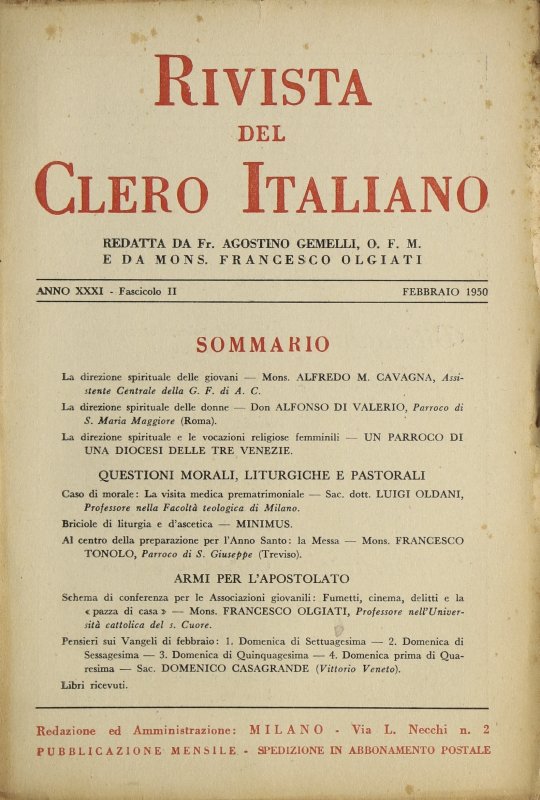 RIVISTA
DEL
CLERO ITALIANO
REDATTA DA Fr. AGOSTINO GEMELLI, O. F. M.
E DA MONS. FRANCESCO OLGIATI
ANNO XXXI - Fascicolo II FEBBRAIO 1950
SOMMARIO
La direzione spirituale delle giovani — Mons. ALFREDO M. CAVAGNA, Assi-
stente Centrale della G. F. di A. C.
La direzione spirituale delle donne — Don ALFONSO DI VALERIO, Parroco di
S. Maria Maggiore (Roma).
La direzione spirituale e le vocazioni religiose femminili — UN PARROCO DI
UNA DIOCESI DELLE TRE VENEZIE.
QUESTIONI MORALI, LITURGICHE E PASTORALI
Caso di morale: La visita medica prematrimoniale — Sac. dott. LUIGI OLDANI,
Professore nella Facoltà teologica di Milano.
Briciole di liturgia e d'ascetica — MINIMUS.
Al centro della preparazione per l'Anno Santo: la Messa — Mons. FRANCESCO
TONOLO, Parroco di S. Giuseppe (Treviso).
ARMI PER L'APOSTOLATO
Schema di conferenza per le Associazioni giovanili: Fumetti, cinema, delitti e la
« pazza di casa » — Mons. FRANCESCO OLGIATI, Professore nell'Univer-
sità cattolica del s. Cuore.
Pensieri sui Vangeli di febbraio: 1. Domenica di Settuagesima — 2. Domenica di
Sessagesima — 3. Domenica di Quinquagesima — 4. Domenica prima di Qua-
resima — Sac. DOMENICO CASAGRANDE (Vittorio Veneto).
Libri ricevuti.
Redazione ed Amministrazione: MILANO - Via L. Necchi n. 2
PUBBLICAZIONE MENSILE - SPEDIZIONE IN ABBONAMENTO POSTALE